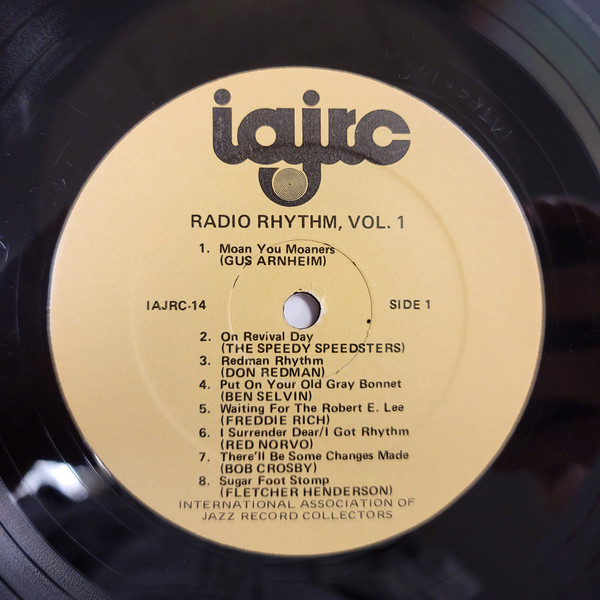 iajrc
RADIO RHYTHM, VOL. 1
1. Moan You Moaners
(GUS ARNHEIM)
IAJRC-14 SIDE 1
2. On Revival Day
(THE SPEEDY SPEEDSTERS)
3. Redman Rhythm
(DON REDMAN)
4. Put On Your Old Gray Bonnet
(BEN SELVIN)
5. Waiting For The Robert E. Lee
(FREDDIE RICH)
6. I Surrender Dear/I Got Rhythm
(RED NORVO)
7. There'll Be Some Changes Made
(BOB CROSBY)
8. Sugar Foot Stomp
(FLETCHER HENDERSON)
INTERNATIONAL ASSOCIATION OF
JAZZ RECORD COLLECTORS